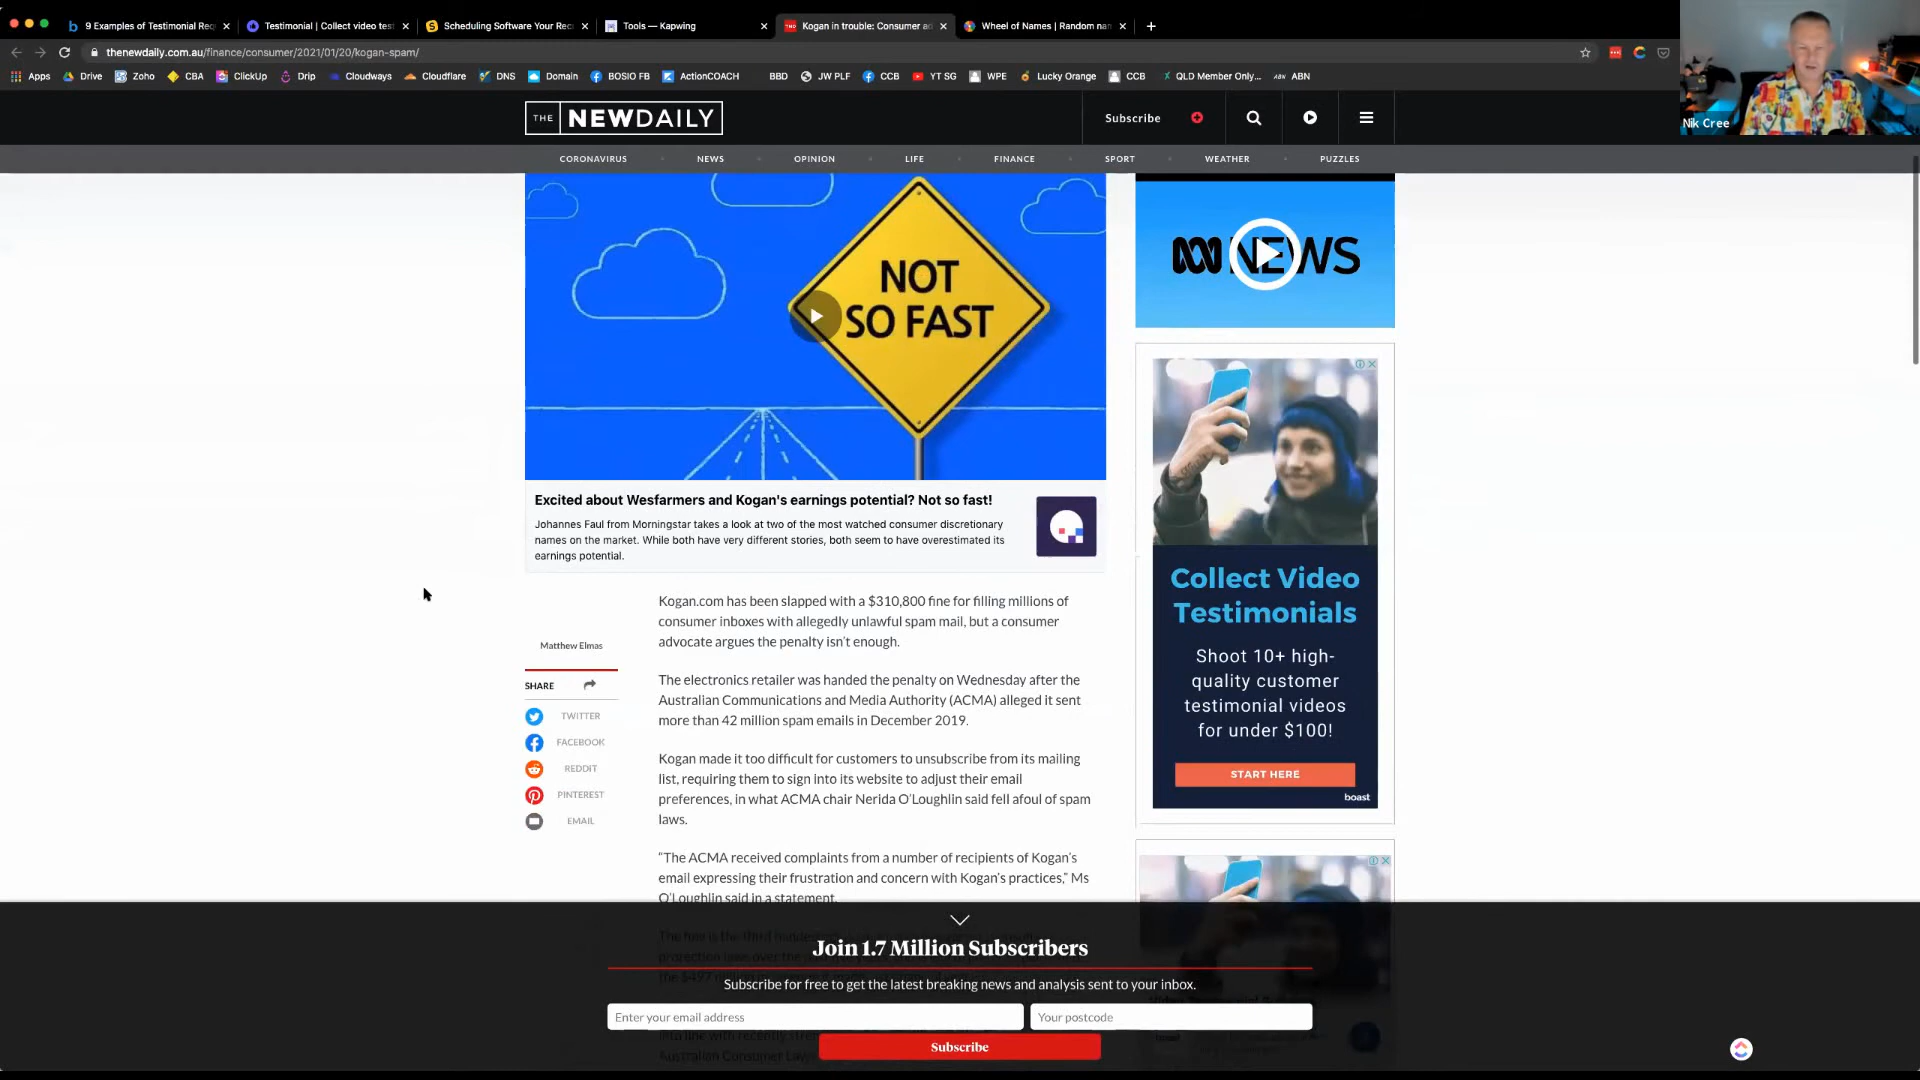 9 Examples of Testimonial Req
Testimonial | Collect video test
Scheduling Software Your Rec
Tools — Kapwing
Kogan in trouble: Consumer ad
Wheel of Names | Random nam
thenewdaily.com.au/finance/consumer/2021/01/20/kogan-spam/
Apps
Drive
Zoho
CBA
ClickUp
Drip
Cloudways
Cloudflare
DNS
Domain
BOSIO FB
ActionCOACH
BBD
JW PLF
CCB
YT SG
WPE
Lucky Orange
CCB
QLD Member Only...
ABN
Nik Cree
THE NEWDAILY
Subscribe
CORONAVIRUS
NEWS
OPINION
LIFE
FINANCE
SPORT
WEATHER
PUZZLES
NOT
SO FAST
NEWS
Excited about Wesfarmers and Kogan's earnings potential? Not so fast!
Johannes Faul from Morningstar takes a look at two of the most watched consumer discretionary
names on the market. While both have very different stories, both seem to have overestimated its
earnings potential.
Matthew Elmas
SHARE
TWITTER
FACEBOOK
REDDIT
PINTEREST
EMAIL
Kogan.com has been slapped with a $310,800 fine for filling millions of
consumer inboxes with allegedly unlawful spam mail, but a consumer
advocate argues the penalty isn't enough.
The electronics retailer was handed the penalty on Wednesday after the
Australian Communications and Media Authority (ACMA) alleged it sent
more than 42 million spam emails in December 2019.
Kogan made it too difficult for customers to unsubscribe from its mailing
list, requiring them to sign into its website to adjust their email
preferences, in what ACMA chair Nerida O'Loughlin said fell afoul of spam
laws.
“The ACMA received complaints from a number of recipients of Kogan's
email expressing their frustration and concern with Kogan's practices,” Ms
O'Loughlin said in a statement.
Collect Video
Testimonials
Shoot 10+ high-
quality customer
testimonial videos
for under $100!
START HERE
boast
Join 1.7 Million Subscribers
Subscribe for free to get the latest breaking news and analysis sent to your inbox.
Enter your email address
Your postcode
Subscribe
Australian Consumer Law